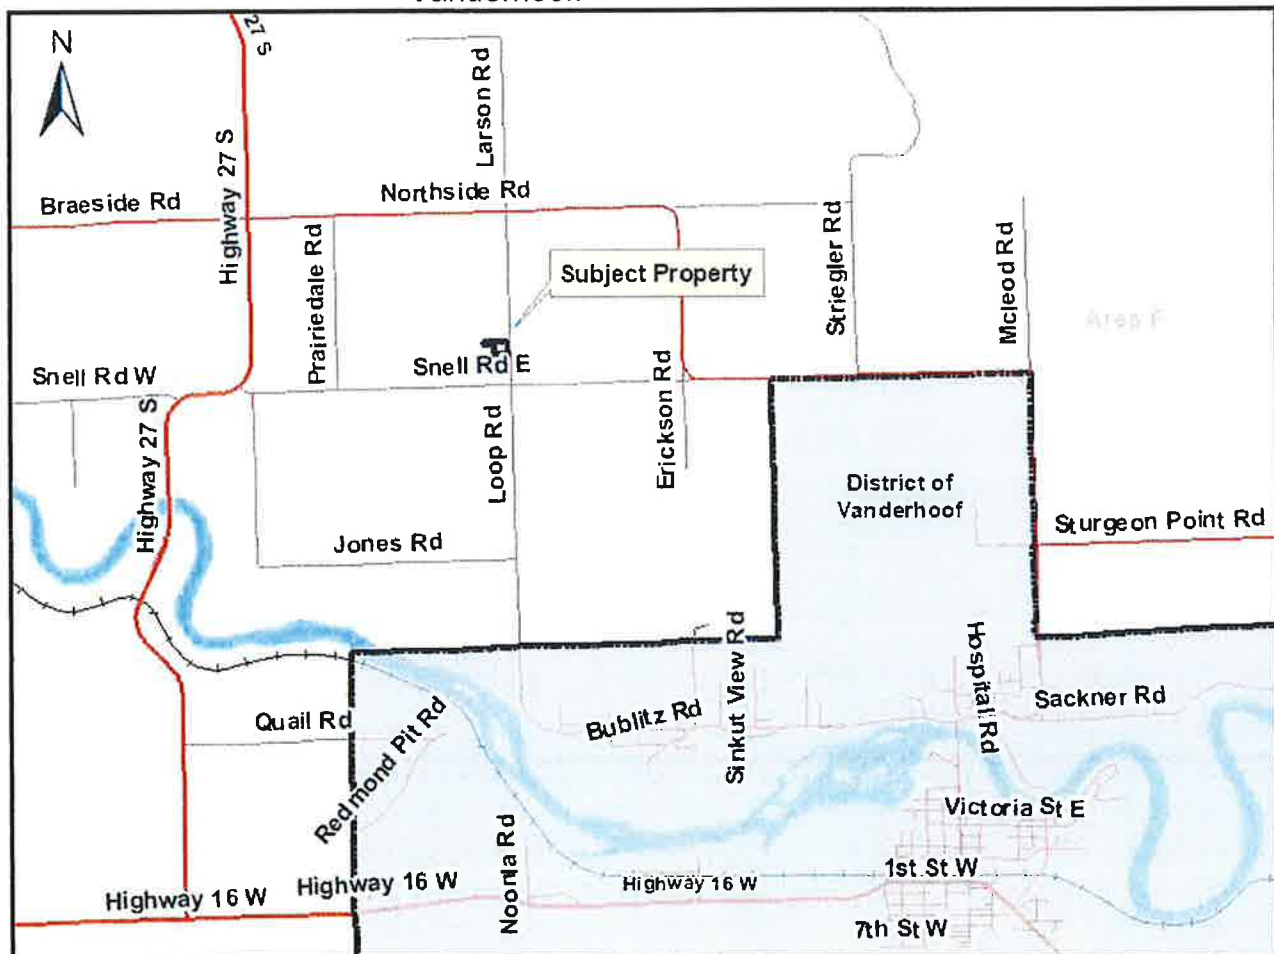 N
27 S
Larson Rd
Highway 27 S
Braeside Rd
Northside Rd
Prairiedale Rd
Subject Property
Striegler Rd
Mcleod Rd
Area F
Snell Rd W
Snell Rd E
Highway 27 S
Loop Rd
Erickson Rd
District of
Vanderhoof
Sturgeon Point Rd
Jones Rd
Quail Rd
Redmond Pit Rd
Bublitz Rd
Sinkut View Rd
Hospital Rd
Sackner Rd
Victoria St E
Noonla Rd
1st St W
Highway 16 W
Highway 16 W
Highway 16 W
7th St W